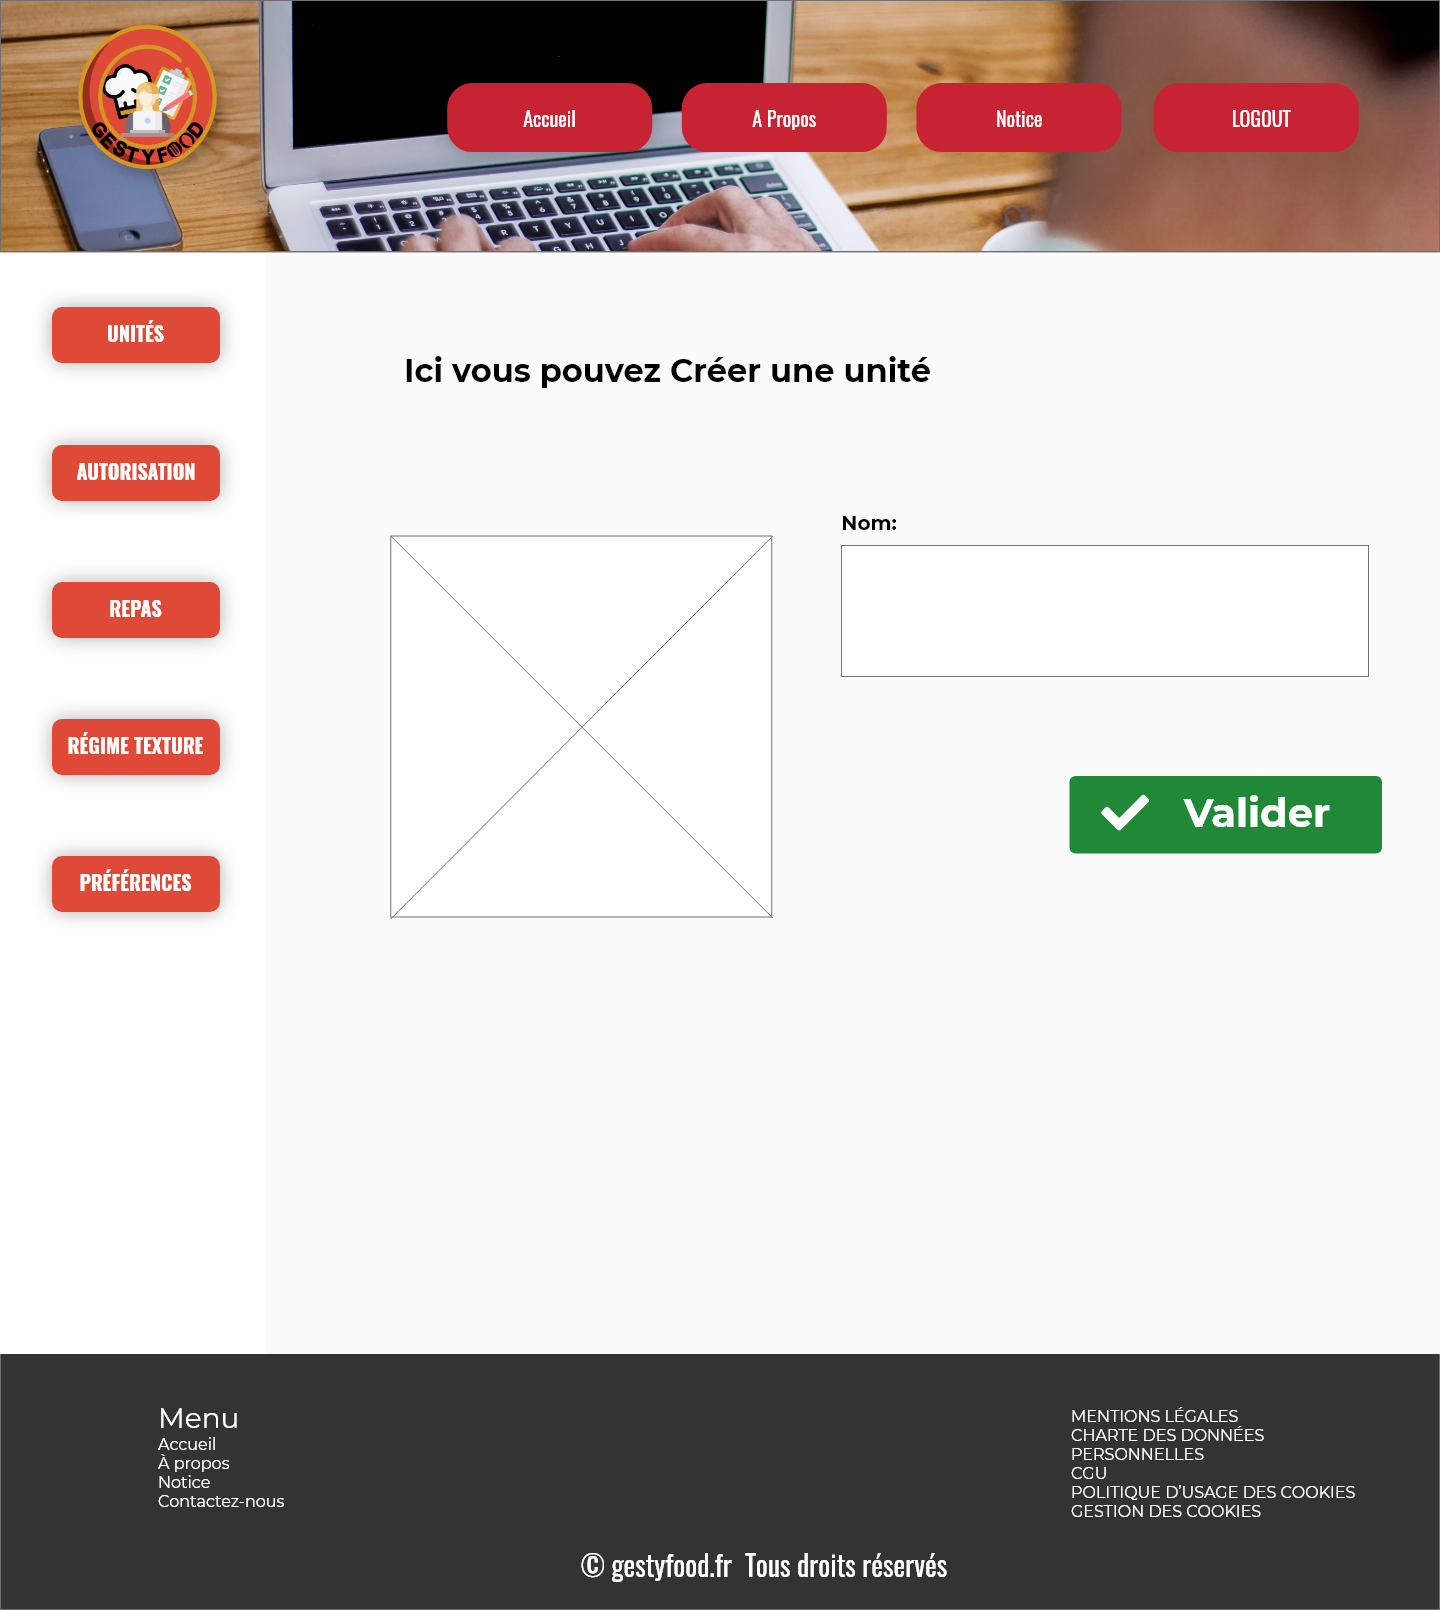 GESTYFOOD
Accueil
A Propos
Notice
LOGOUT
UNITÉS
AUTORISATION
REPAS
RÉGIME TEXTURE
PRÉFÉRENCES
Ici vous pouvez Créer une unité
Nom:
Valider
Menu
Accueil
À propos
Notice
Contactez-nous
MENTIONS LÉGALES
CHARTE DES DONNÉES
PERSONNELLES
CGU
POLITIQUE D’USAGE DES COOKIES
GESTION DES COOKIES
© gestyfood.fr Tous droits réservés